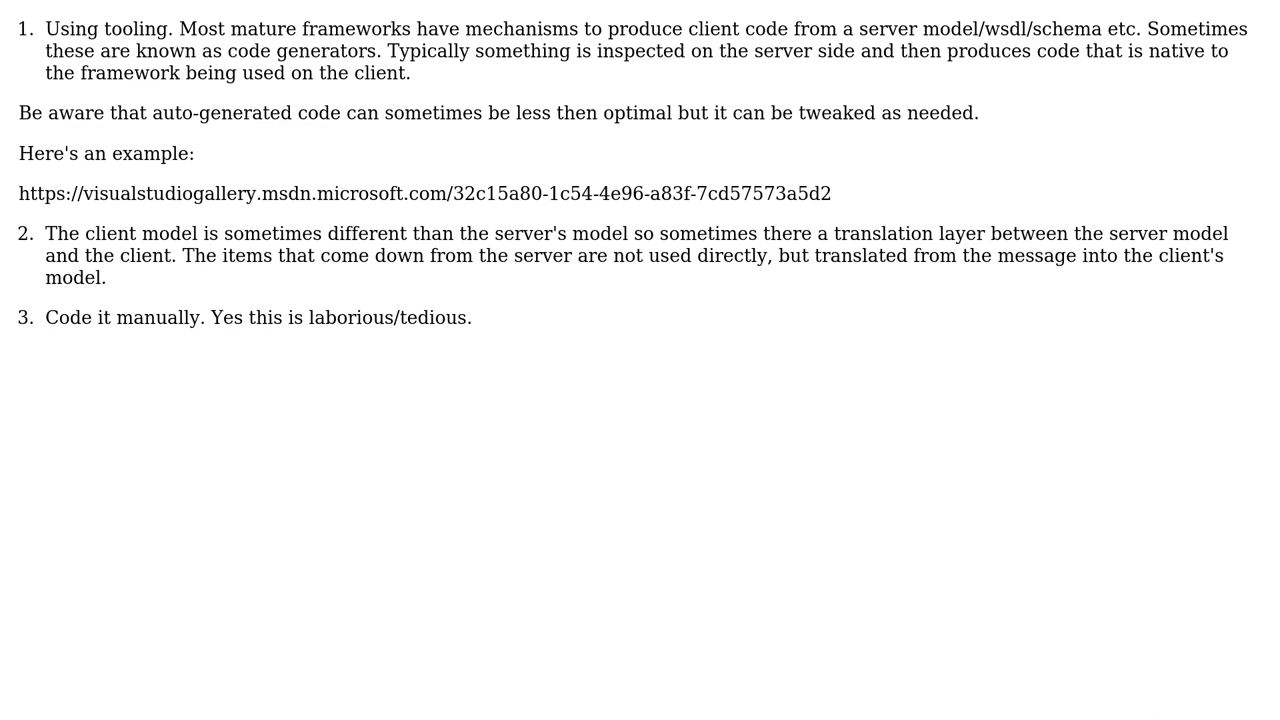 1. Using tooling. Most mature frameworks have mechanisms to produce client code from a server model/wsdl/schema etc. Sometimes
these are known as code generators. Typically something is inspected on the server side and then produces code that is native to
the framework being used on the client.
Be aware that auto-generated code can sometimes be less then optimal but it can be tweaked as needed.
Here's an example:
https://visualstudiogallery.msdn.microsoft.com/32c15a80-1c54-4e96-a83f-7cd57573a5d2
2. The client model is sometimes different than the server's model so sometimes there a translation layer between the server model
and the client. The items that come down from the server are not used directly, but translated from the message into the client's
model.
3. Code it manually. Yes this is laborious/tedious.